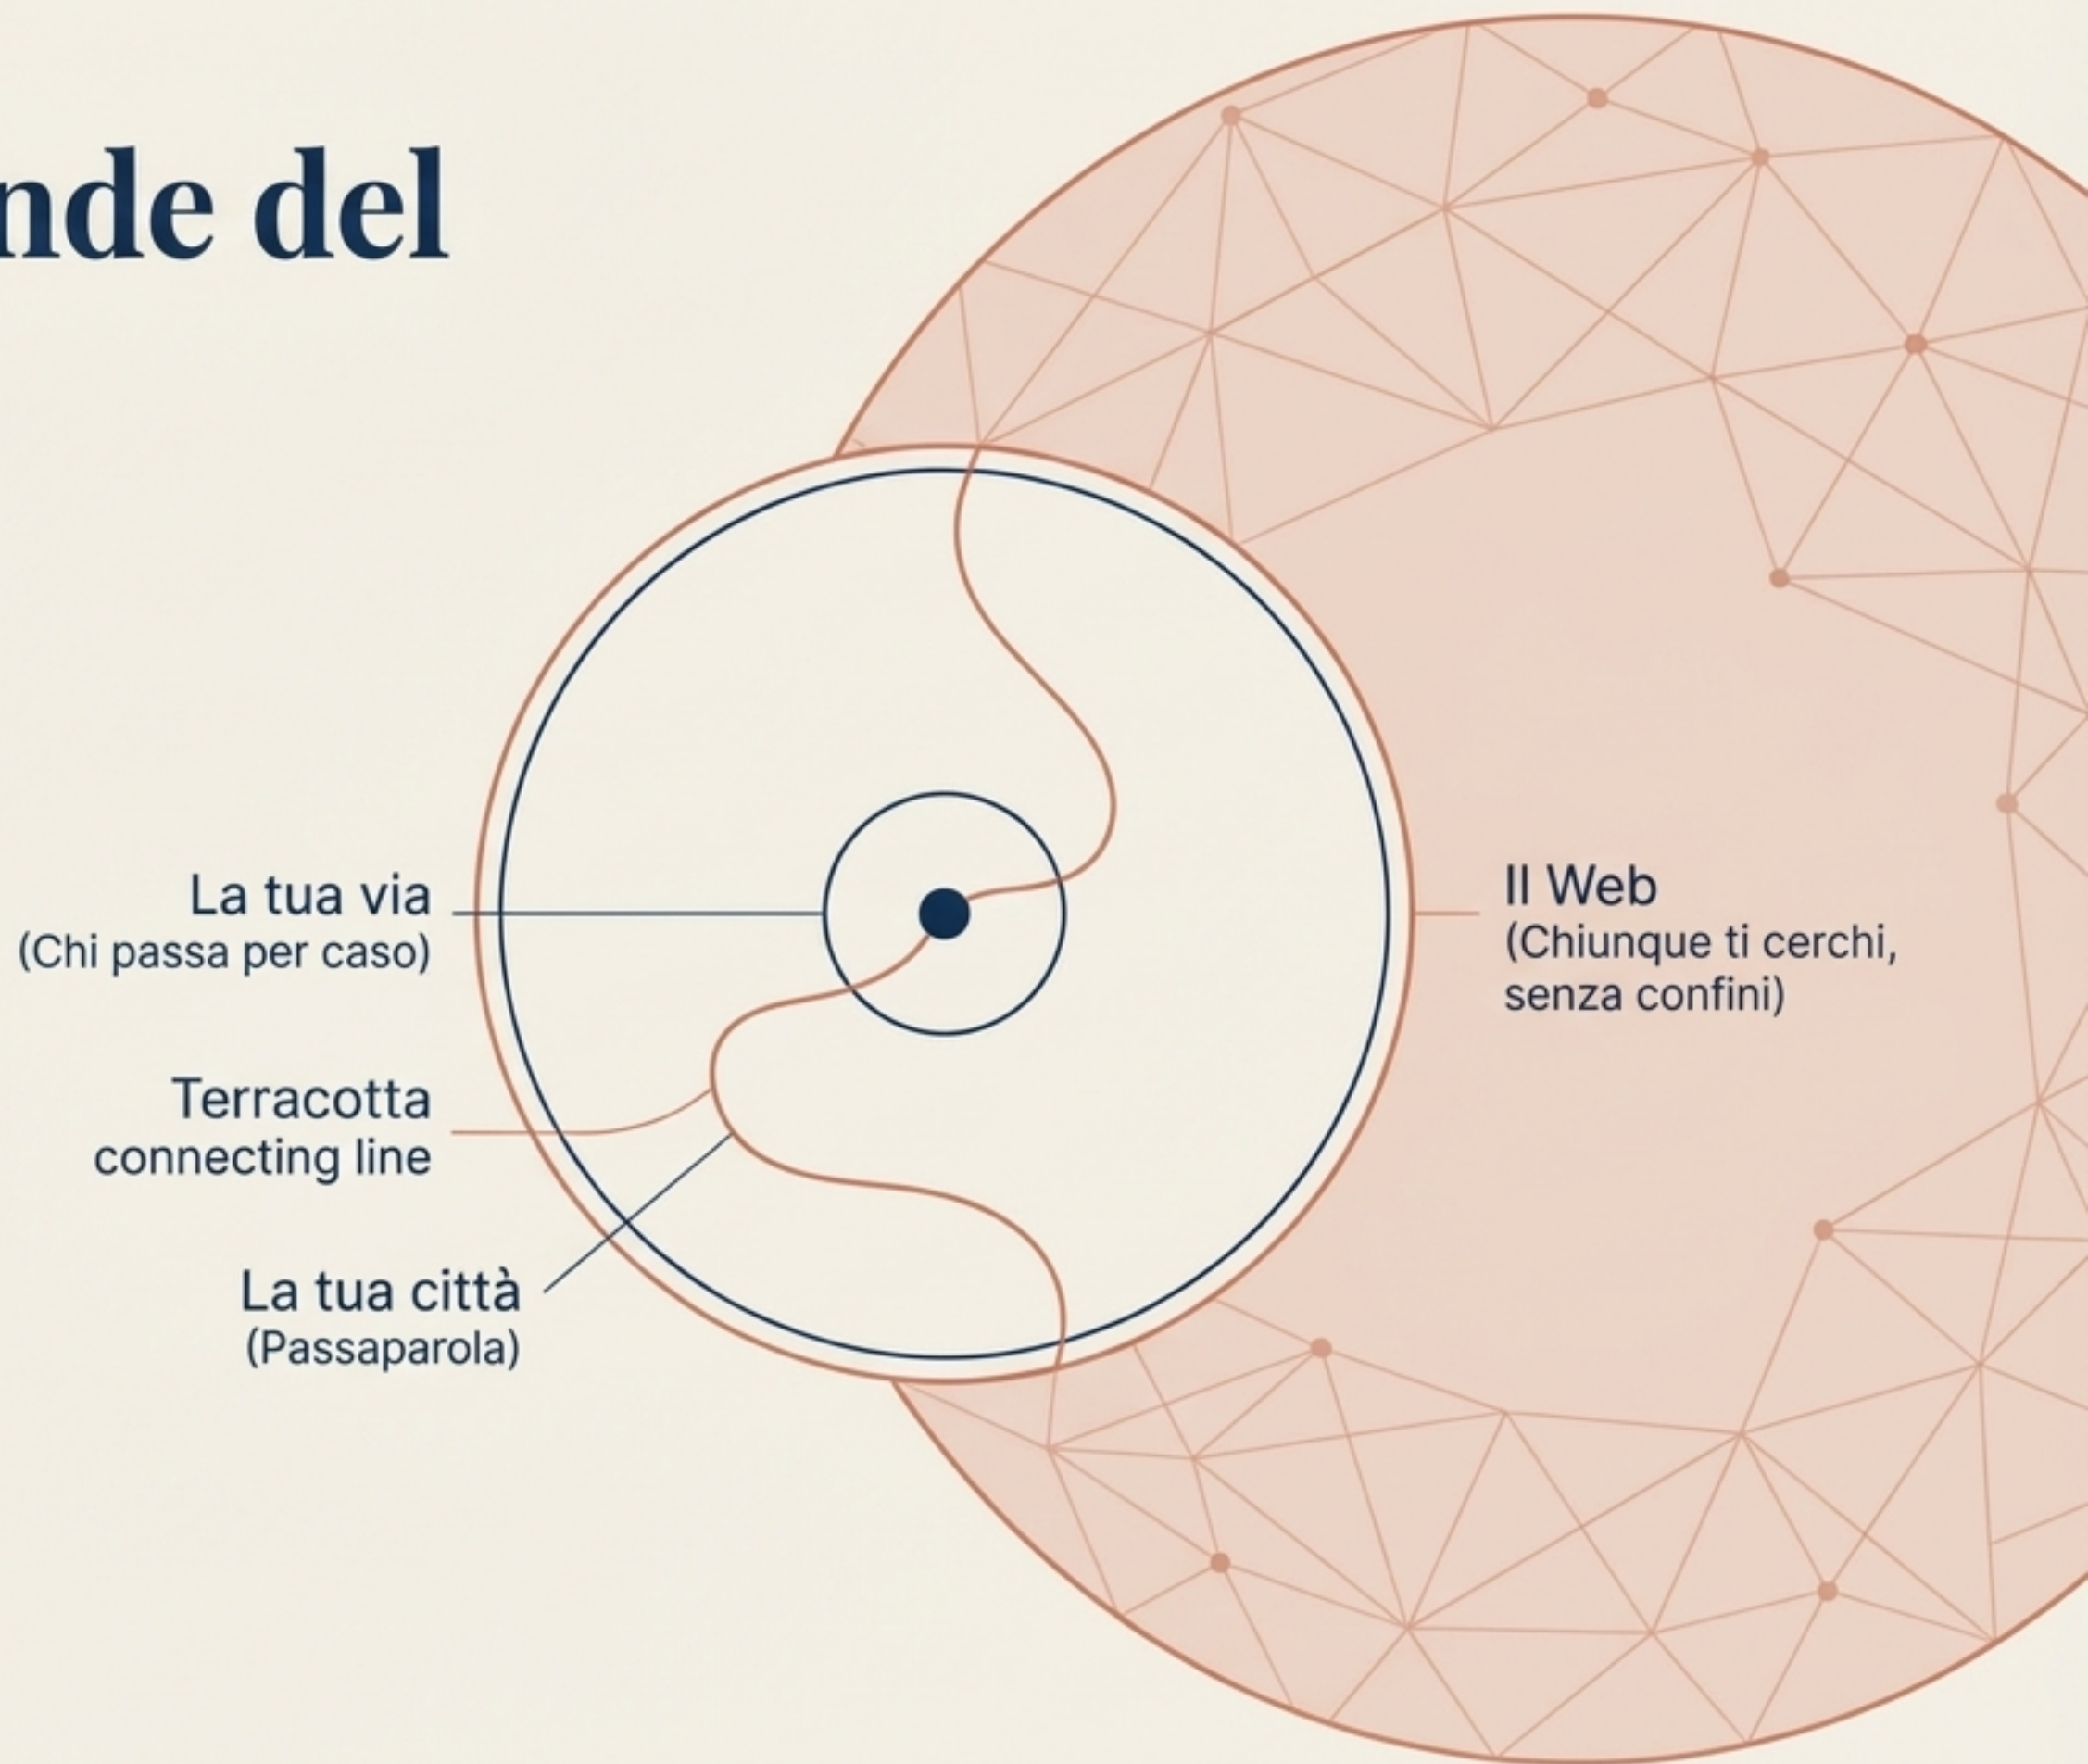 nde del
La tua via
(Chi passa per caso)
Il Web
(Chiunque ti cerchi,
senza confini)
Terracotta
connecting line
La tua città
(Passaparola)